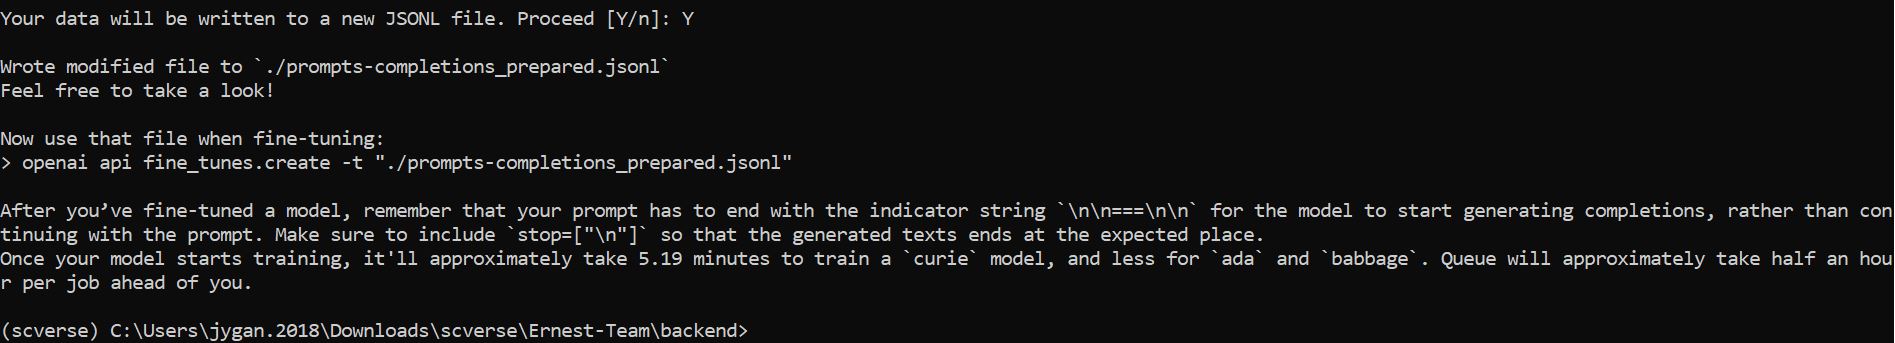 Your data will be written to a new JSONL file. Proceed [Y/n]: Y
Wrote modified file to `./prompts-completions_prepared.jsonl`
Feel free to take a look!
Now use that file when fine-tuning:
> openai api fine_tunes.create -t "./prompts-completions_prepared.jsonl"
After you’ve fine-tuned a model, remember that your prompt has to end with the indicator string `\n\n===\n\n` for the model to start generating completions, rather than con
tinuing with the prompt. Make sure to include `stop=["\n"]` so that the generated texts ends at the expected place.
Once your model starts training, it'll approximately take 5.19 minutes to train a `curie` model, and less for `ada` and `babbage`. Queue will approximately take half an hou
r per job ahead of you.
(scverse) C:\Users\jygan.2018\Downloads\scverse\Ernest-Team\backend>